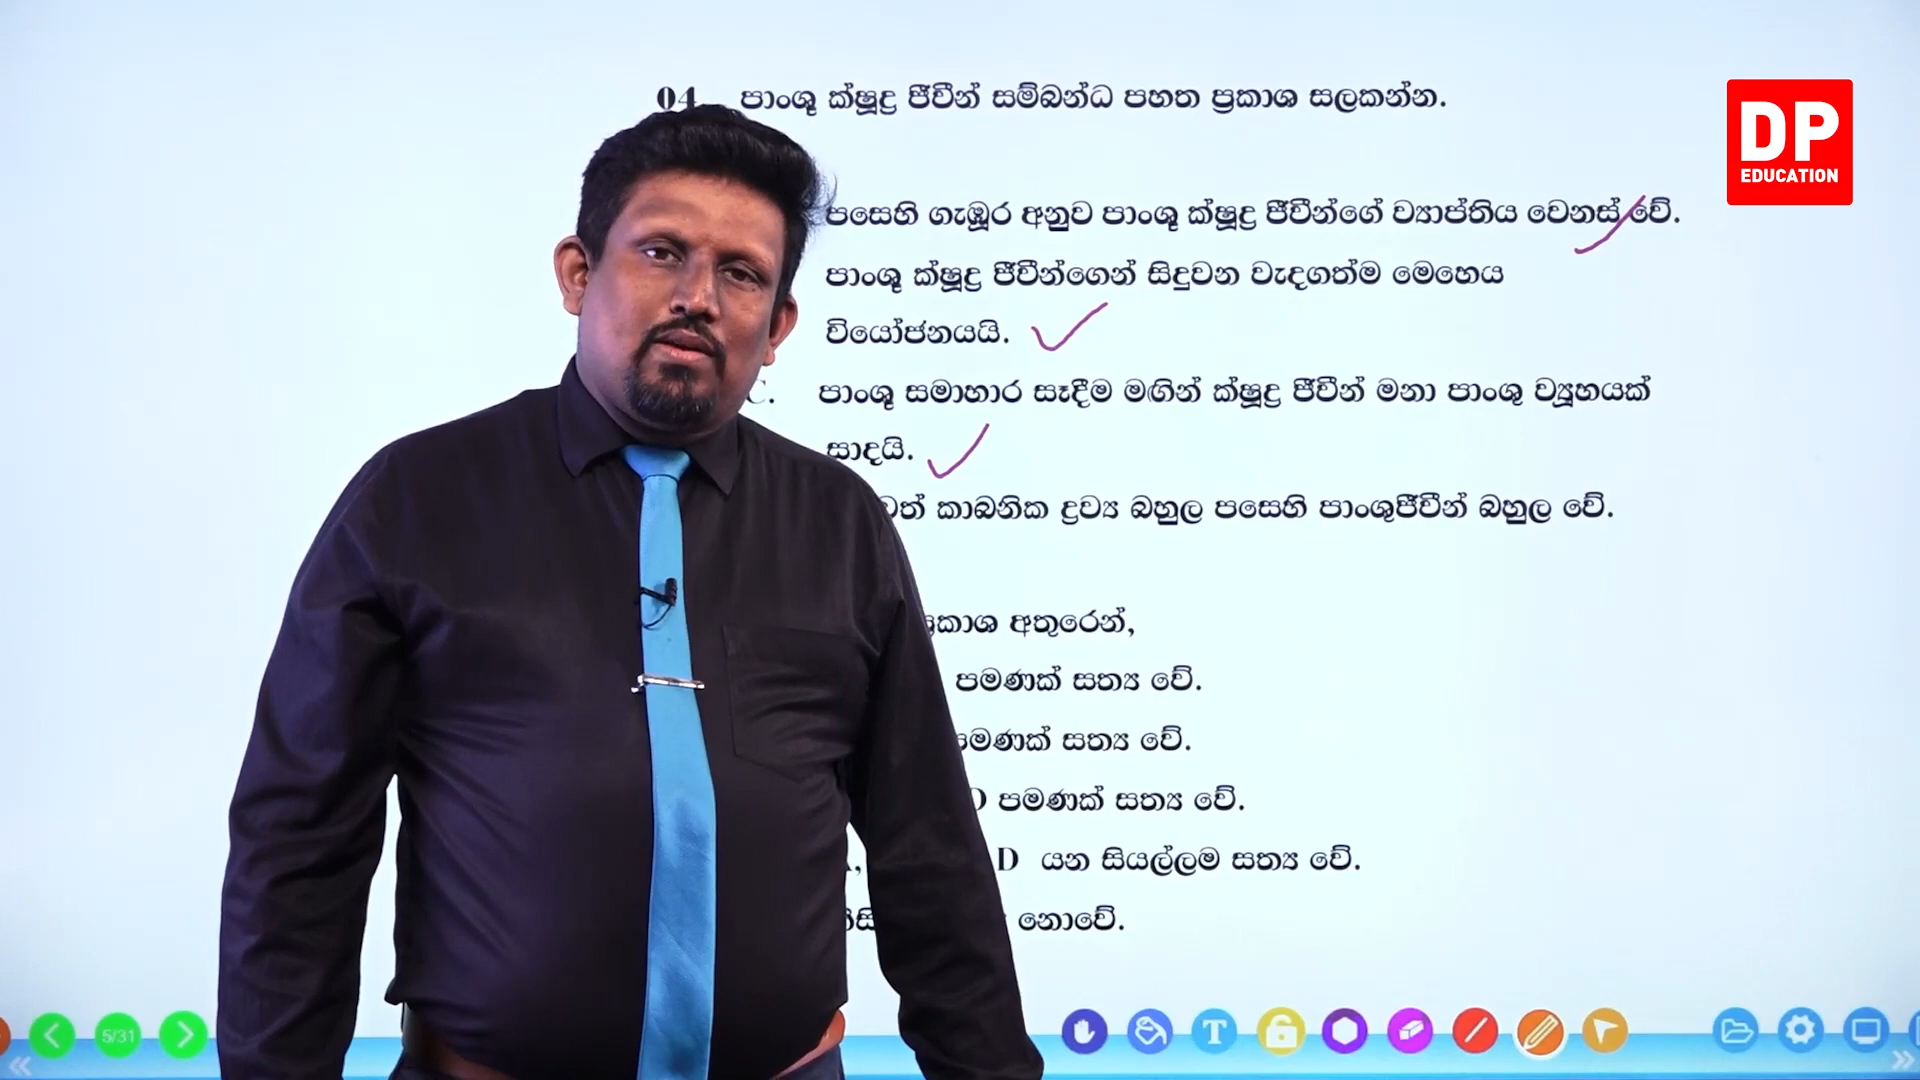 04. පාංශු ක්ෂුද්‍ර ජීවීන් සම්බන්ධ පහත ප්‍රකාශ සලකන්න.
DP
EDUCATION
පසෙහි ගැඹුර අනුව පාංශු ක්ෂුද්‍ර ජීවීන්ගේ ව්‍යාප්තිය වෙනස් වේ.
පාංශු ක්ෂුද්‍ර ජීවීන්ගෙන් සිදුවන වැදගත්ම මෙහෙය
වියෝජනයයි.
C. පාංශු සමාහාර සෑදීම මඟින් ක්ෂුද්‍ර ජීවීන් මනා පාංශු ව්‍යුහයක්
සාදයි.
කාබනික ද්‍රව්‍ය බහුල පසෙහි පාංශුජීවීන් බහුල වේ.
අතුරෙන්,
පමණක් සත්‍ය වේ.
පමණක් සත්‍ය වේ.
D පමණක් සත්‍ය වේ.
D යන සියල්ලම සත්‍ය වේ.
නොවේ.
5/31
T